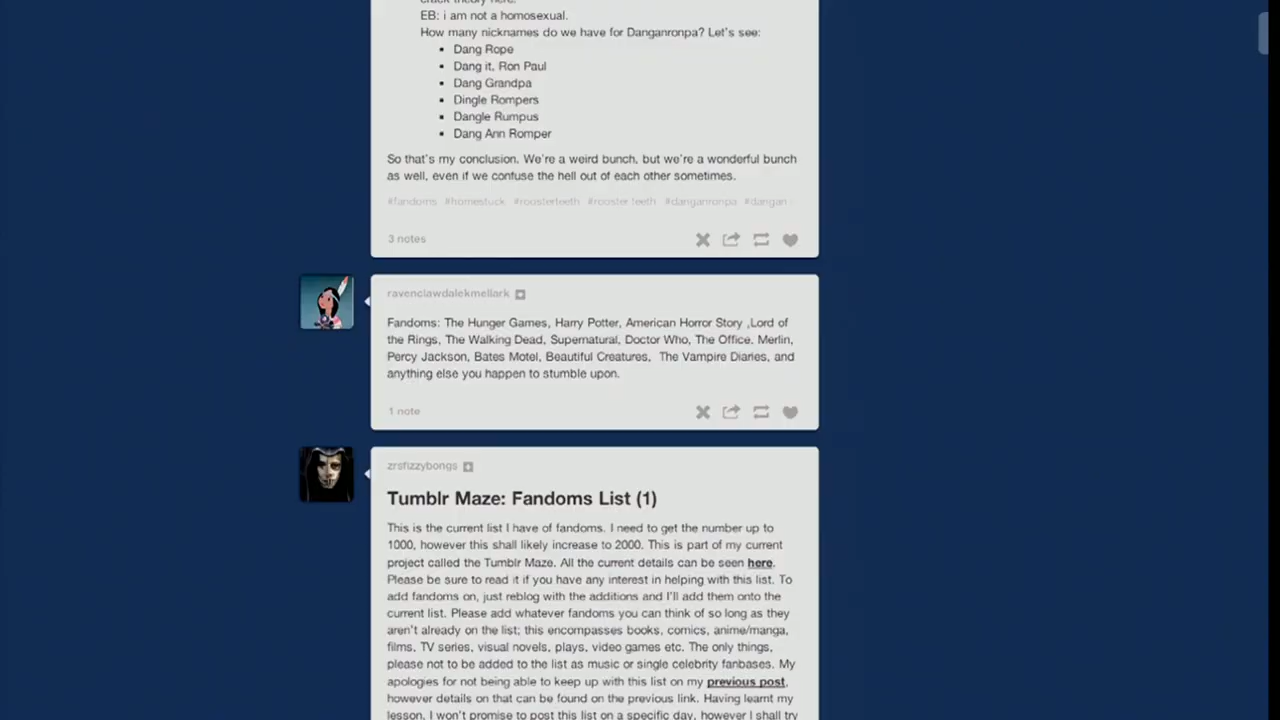 crack theory here.
EB: i am not a homosexual.
How many nicknames do we have for Danganronpa? Let's see:
Dang Rope
Dang it, Ron Paul
Dang Grandpa
Dingle Rompers
Dangle Rumpus
Dang Ann Romper
So that's my conclusion. We're a weird bunch, but we're a wonderful bunch
as well, even if we confuse the hell out of each other sometimes.
#fandoms #homestuck #roosterteeth #rooster teeth #danganronpa #dangan
3 notes
ravenclawdalekmellark
Fandoms: The Hunger Games, Harry Potter, American Horror Story ,Lord of
the Rings, The Walking Dead, Supernatural, Doctor Who, The Office, Merlin,
Percy Jackson, Bates Motel, Beautiful Creatures, The Vampire Diaries, and
anything else you happen to stumble upon.
1 note
zrsfizzybongs
Tumblr Maze: Fandoms List (1)
This is the current list I have of fandoms. I need to get the number up to
1000, however this shall likely increase to 2000. This is part of my current
project called the Tumblr Maze. All the current details can be seen here.
Please be sure to read it if you have any interest in helping with this list. To
add fandoms on, just reblog with the additions and I'll add them onto the
current list. Please add whatever fandoms you can think of so long as they
aren't already on the list; this encompasses books, comics, anime/manga,
films, TV series, visual novels, plays, video games etc. The only things,
please not to be added to the list as music or single celebrity fanbases. My
apologies for not being able to keep up with this list on my previous post,
however details on that can be found on the previous link. Having learnt my
lesson, I won't promise to post this list on a specific day, however I shall try